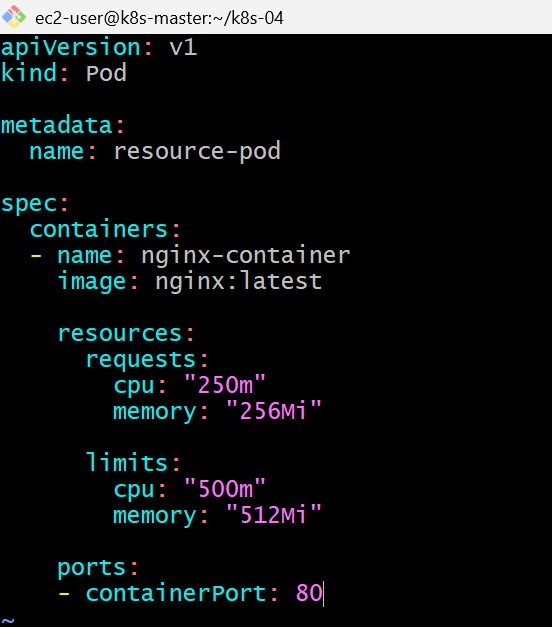 ec2-user@k8s-master:~/k8s-04
apiVersion: v1
kind: Pod
metadata:
  name: resource-pod
spec:
  containers:
  - name: nginx-container
    image: nginx:latest
    resources:
      requests:
        cpu: "250m"
        memory: "256Mi"
      limits:
        cpu: "500m"
        memory: "512Mi"
    ports:
    - containerPort: 80
~